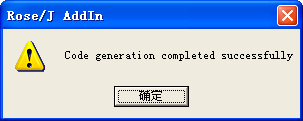 Rose/J AddIn
Code generation completed successfully
确定